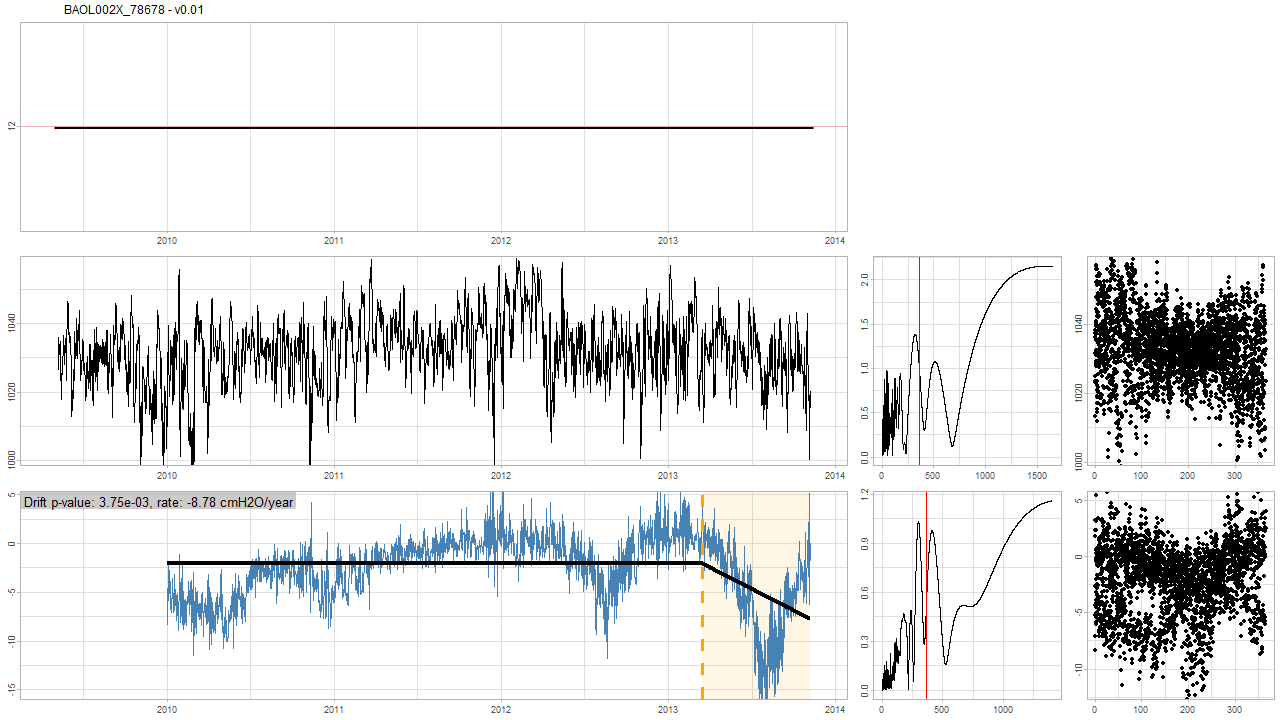 BAOL002X_78678 - v0.01
12
2010 2011 2012 2013 2014
1000 1020 1040
2010 2011 2012 2013 2014
0.0 0.5 1.0 1.5 2.0
0 500 1000 1500
1000 1020 1040
0 100 200 300
Drift p-value: 3.75e-03, rate: -8.78 cmH2O/year
5 0 -5 -10 -15
2010 2011 2012 2013 2014
0.0 0.3 0.6 0.9 1.2
0 500 1000
5 0 -5 -10
0 100 200 300